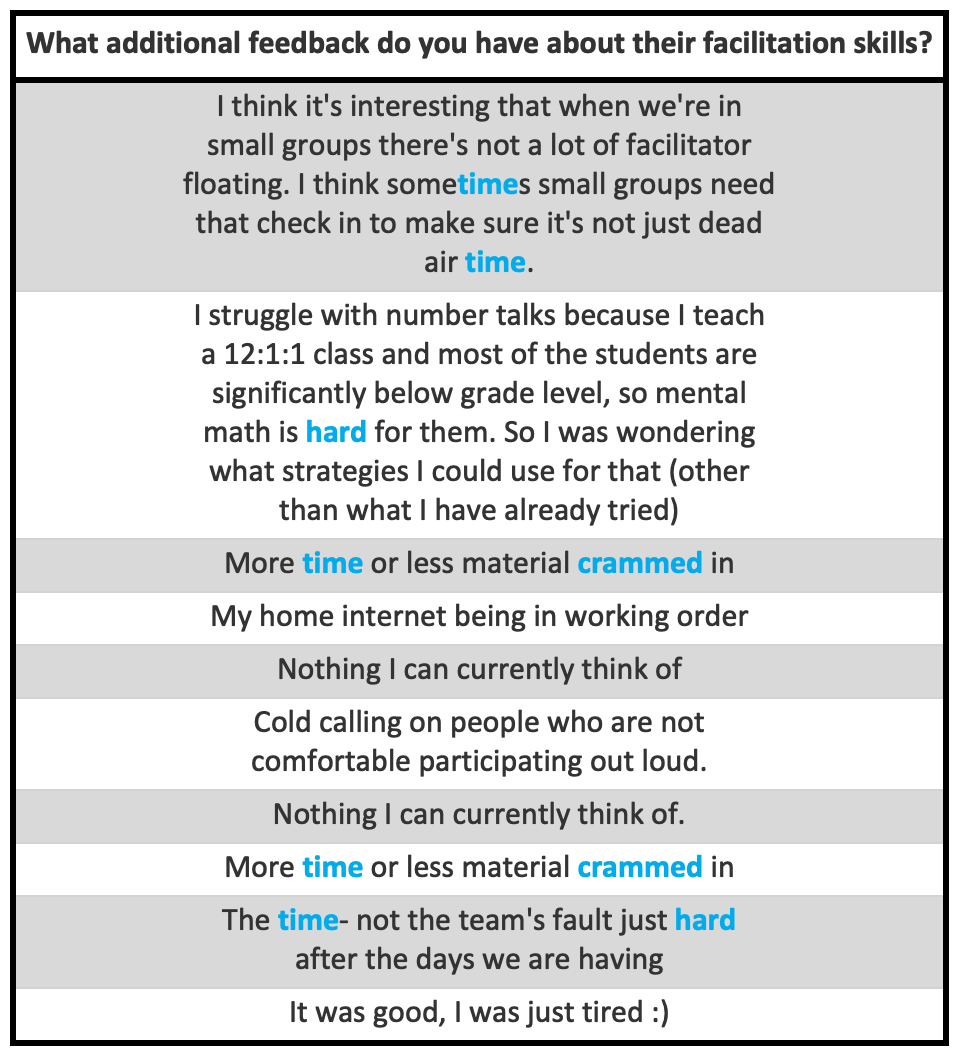 What additional feedback do you have about their facilitation skills?
I think it's interesting that when we're in
small groups there's not a lot of facilitator
floating. I think sometimes small groups need
that check in to make sure it's not just dead
air time.
I struggle with number talks because I teach
a 12:1:1 class and most of the students are
significantly below grade level, so mental
math is hard for them. So I was wondering
what strategies I could use for that (other
than what I have already tried)
More time or less material crammed in
My home internet being in working order
Nothing I can currently think of
Cold calling on people who are not
comfortable participating out loud.
Nothing I can currently think of.
More time or less material crammed in
The time- not the team's fault just hard
after the days we are having
It was good, I was just tired :)